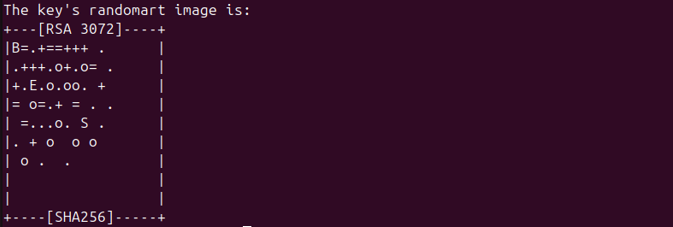 The key's randomart image is:
+---[RSA 3072]----+
|B=.+==+++ .      |
|.+++.o+.o= .     |
|+.E.o.oo. +      |
|= o=.+ = . .     |
| =...o. S .      |
|. + o  o o       |
| o .  .          |
|                 |
|                 |
+----[SHA256]-----+